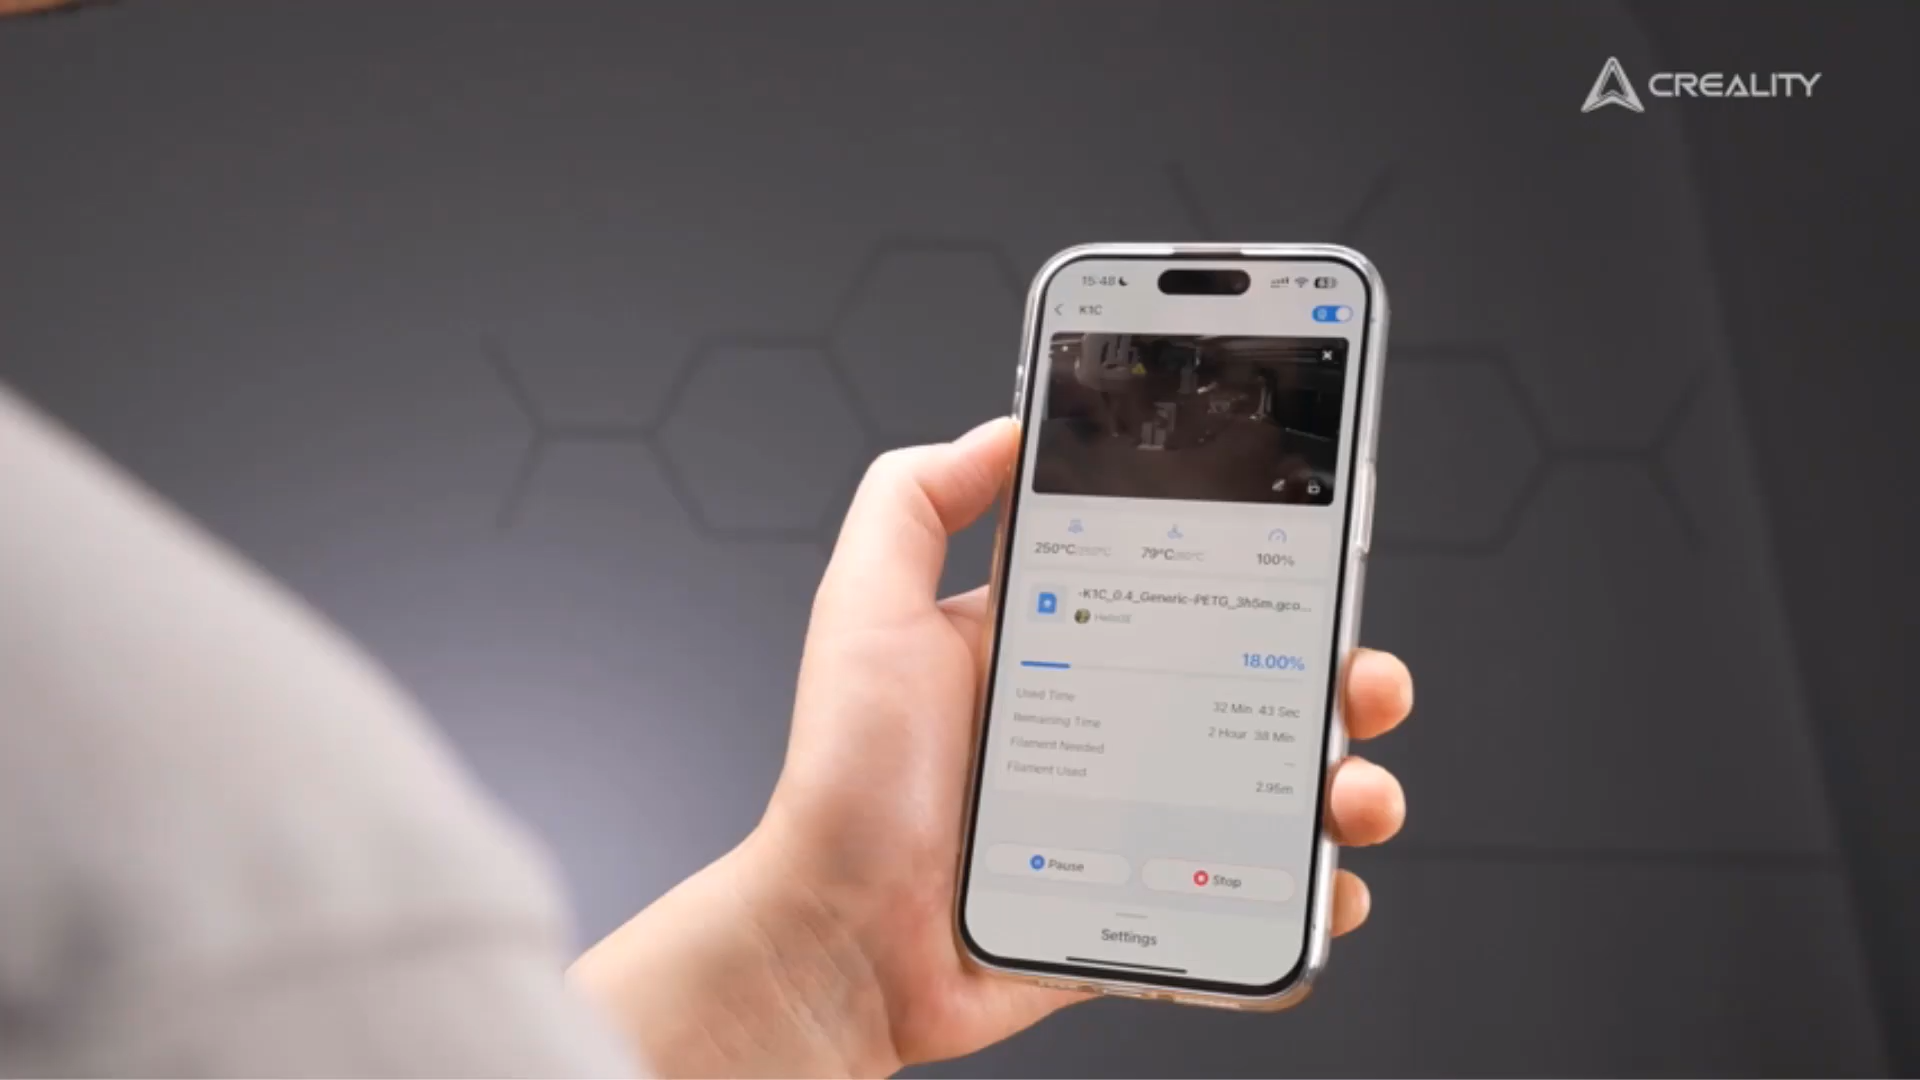 CREALITY
15:48
K1C
250°C
79°C
100%
-K1C_0.4_Generic-PETG_3h5m.gco...
18.00%
Used Time 32 Min 43 Sec
Remaining Time 2 Hour 38 Min
Filament Needed --
Filament Used 2.95m
Pause
Stop
Settings